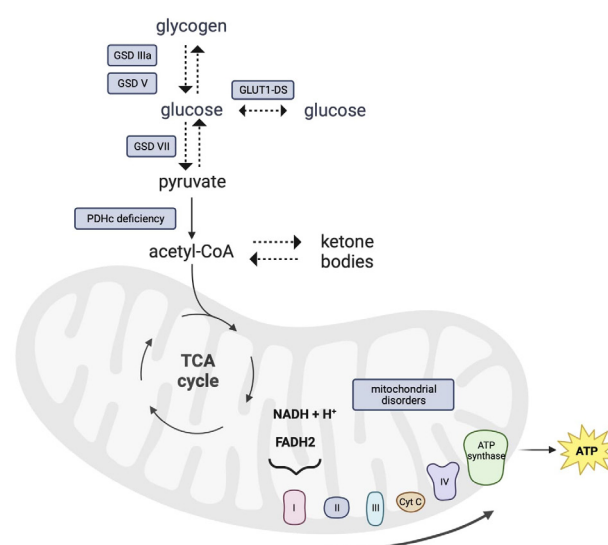 glycogen
GSD IIIa
GSD V
GLUT1-DS
glucose
glucose
GSD VII
pyruvate
PDHc deficiency
acetyl-CoA
ketone
bodies
TCA
cycle
mitochondrial
disorders
NADH + H⁺
FADH2
ATP
synthase
ATP
IV
I
II
III
Cyt C